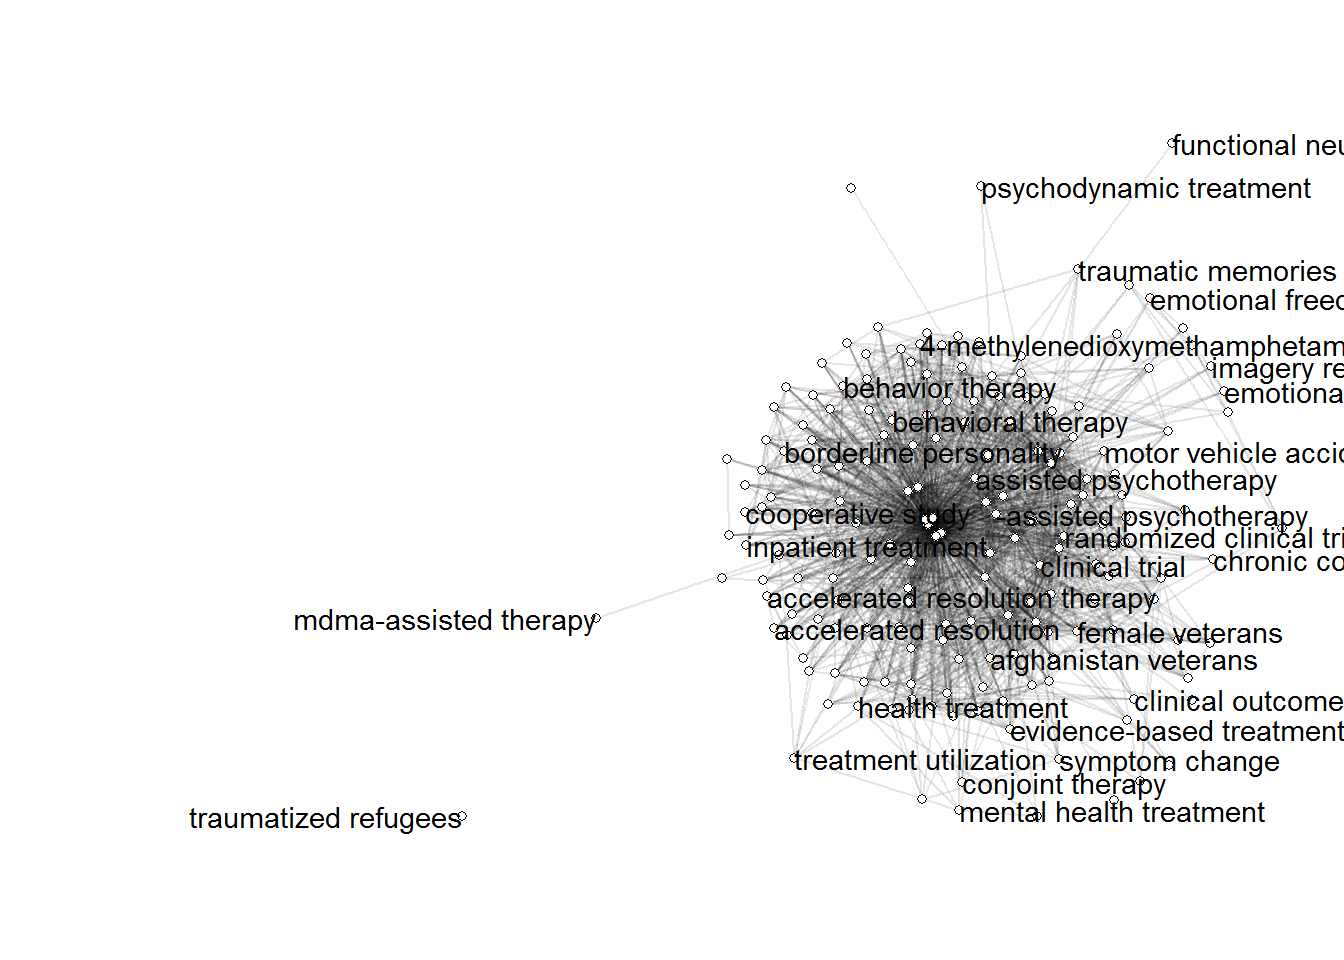 functional neu
psychodynamic treatment
traumatic memories
emotional freed
4-methylenedioxymethamphetam
imagery re
behavior therapy
emotiona
behavioral therapy
borderline personality
motor vehicle accid
assisted psychotherapy
cooperative study
-assisted psychotherapy
randomized clinical tri
inpatient treatment
chronic co
clinical trial
accelerated resolution therapy
mdma-assisted therapy
accelerated resolution
female veterans
afghanistan veterans
clinical outcome
health treatment
evidence-based treatment
treatment utilization
symptom change
conjoint therapy
mental health treatment
traumatized refugees